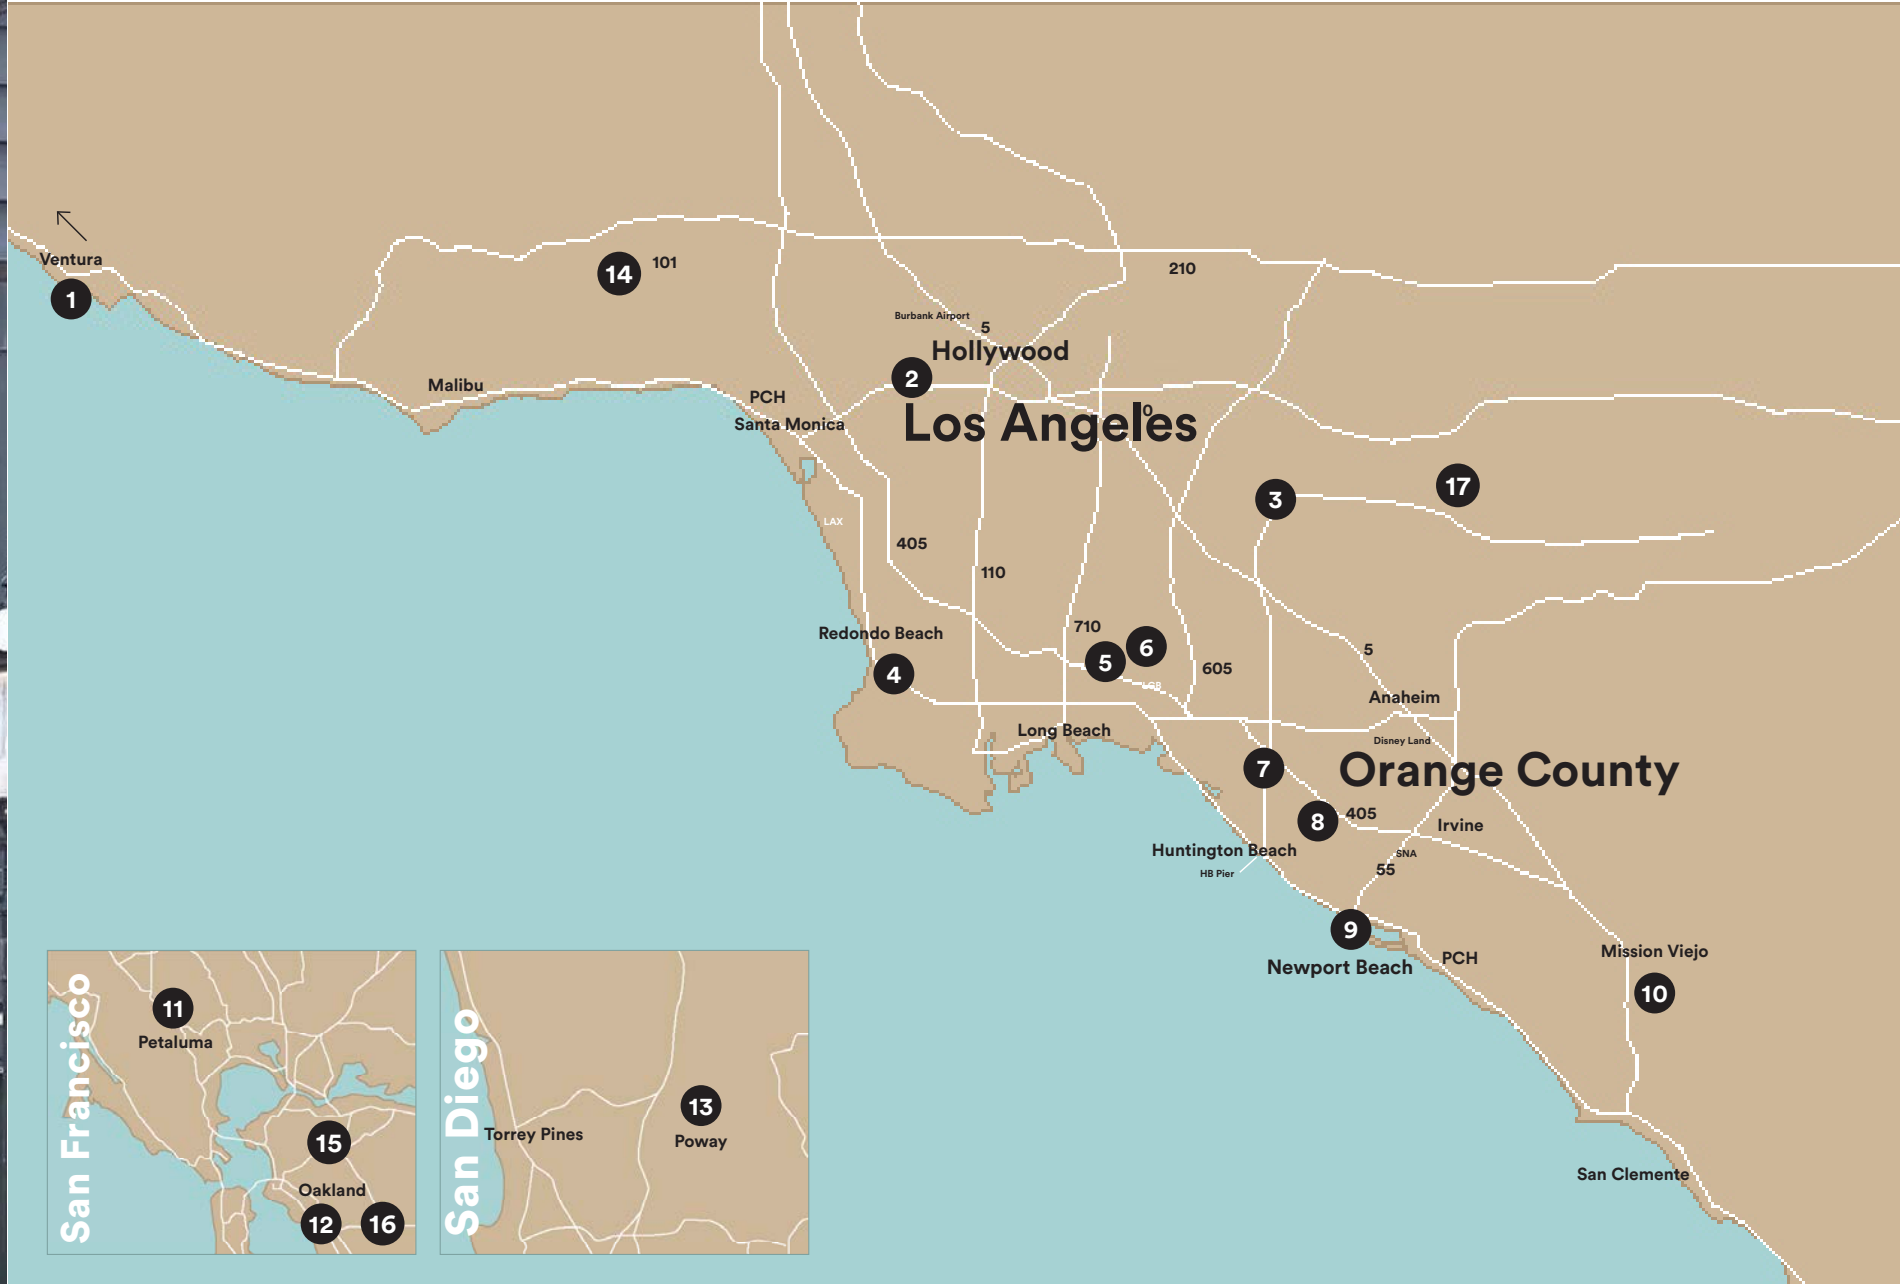 Ventura
1
14
101
210
Burbank Airport
5
Hollywood
2
Malibu
PCH
Santa Monica
Los Angeles
3
17
LAX
405
110
710
Redondo Beach
4
5
6
605
LGB
5
Anaheim
Long Beach
Disney Land
7
Orange County
8
405
Irvine
Huntington Beach
SNA
HB Pier
55
9
Newport Beach
PCH
Mission Viejo
10
San Clemente
San Francisco
11
Petaluma
15
Oakland
12
16
San Diego
13
Torrey Pines
Poway